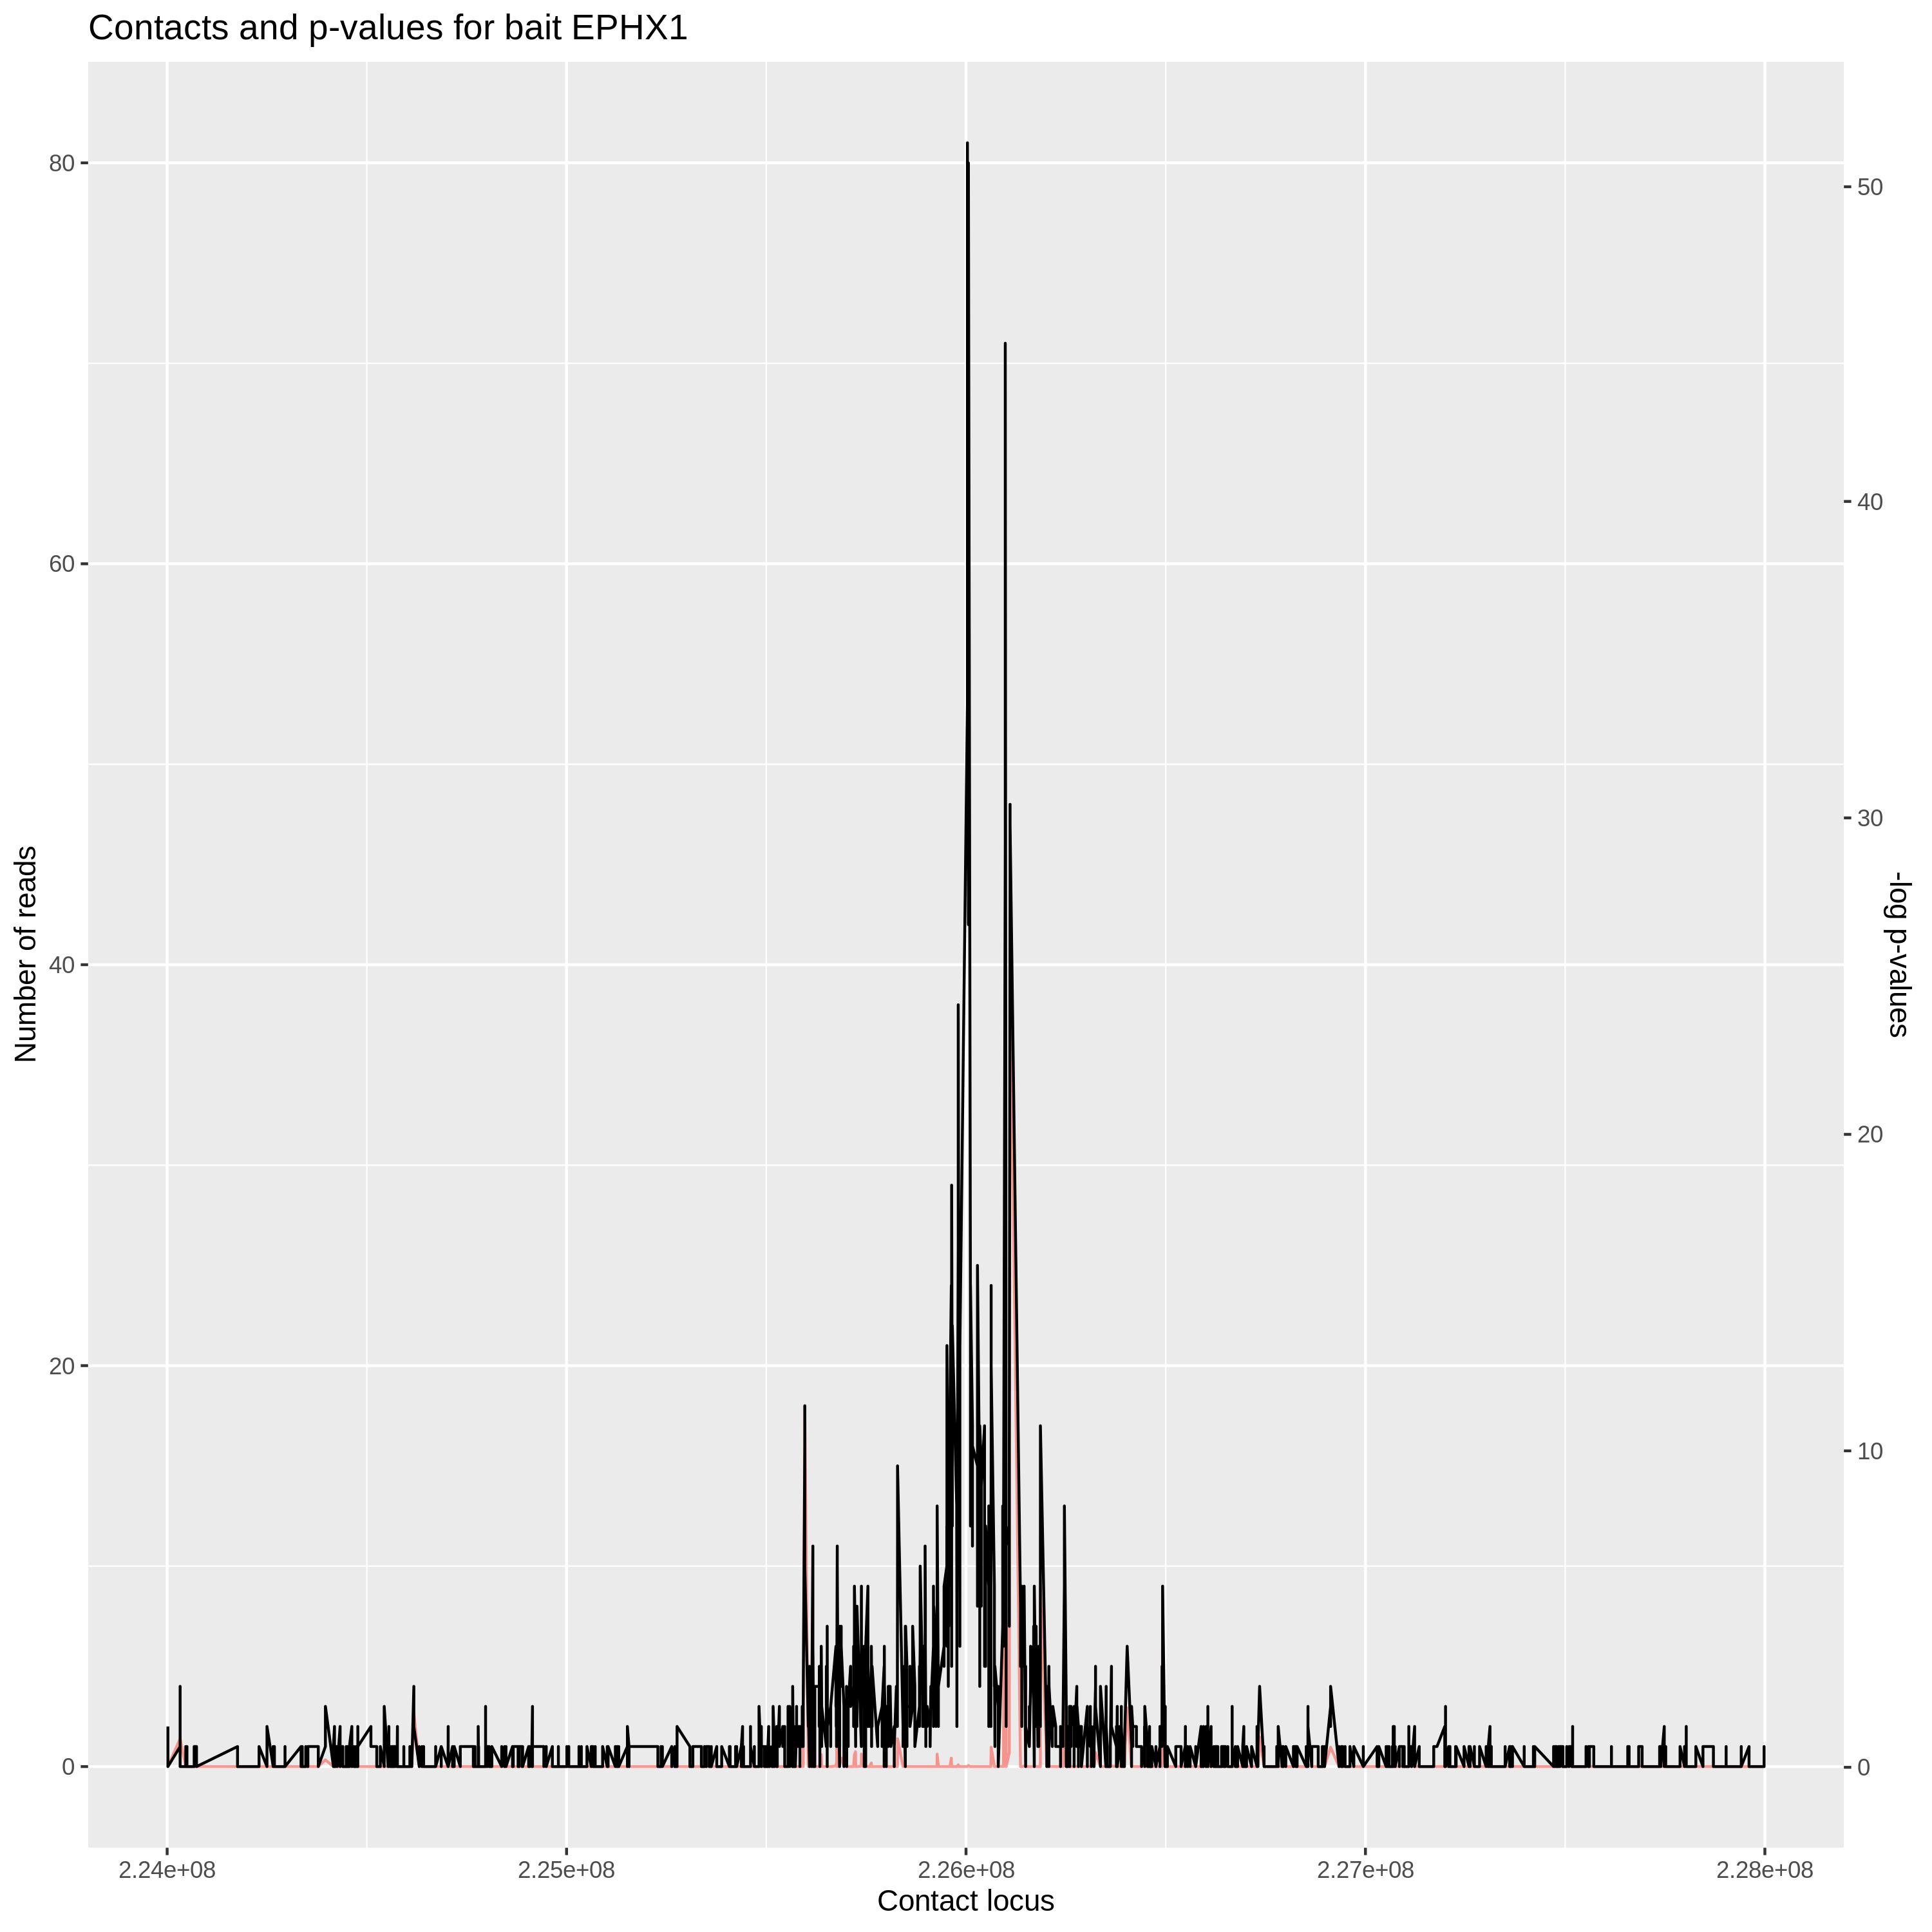 Contacts and p-values for bait EPHX1
80
60
40
20
0
Number of reads
50
40
30
20
10
0
-log p-values
2.24e+08
2.25e+08
2.26e+08
2.27e+08
2.28e+08
Contact locus